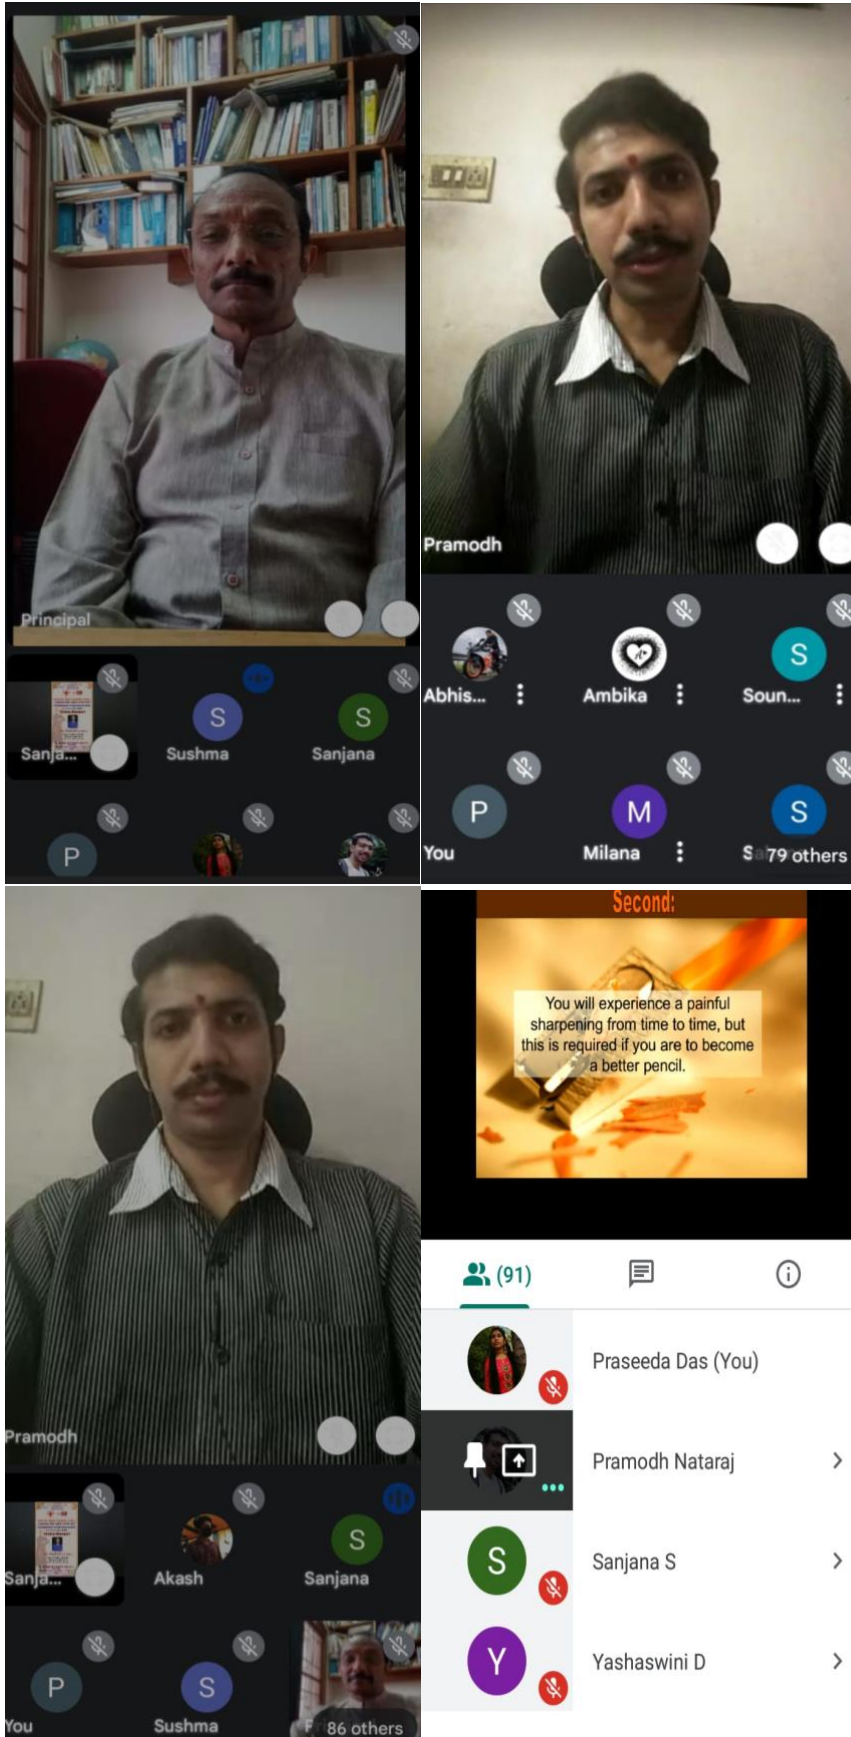 Principal
Sanja...
S
Sushma
S
Sanjana
P
Pramodh
Abhis...
Ambika
S
Soun...
P
You
M
Milana
S
79 others
Pramodh
Sanja...
Akash
S
Sanjana
P
You
S
Sushma
86 others
Second:
You will experience a painful
sharpening from time to time, but
this is required if you are to become
a better pencil.
(91)
Praseeda Das (You)
Pramodh Nataraj
S
Sanjana S
Y
Yashaswini D